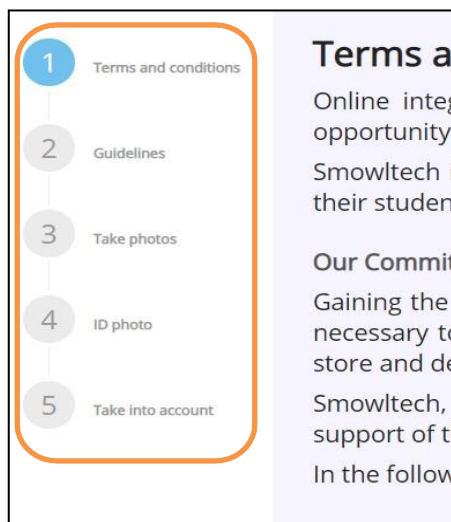 1 Terms and conditions
2 Guidelines
3 Take photos
4 ID photo
5 Take into account
Terms a
Online integ
opportunity
Smowltech i
their studen
Our Commit
Gaining the
necessary to
store and de
Smowltech,
support of t
In the follow